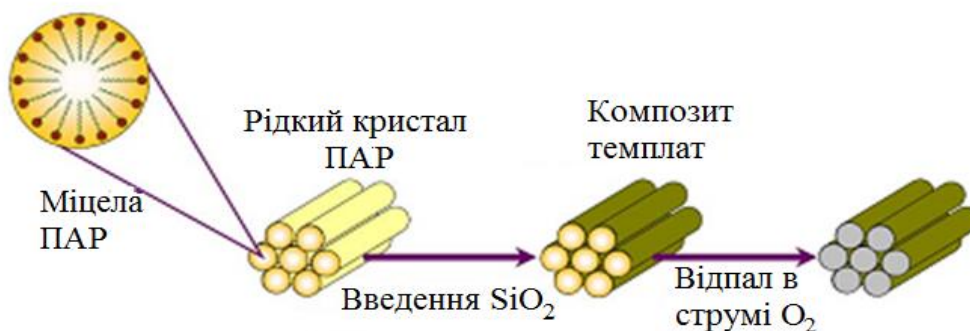 Міцела
ПАР
Рідкий кристал
ПАР
Введення SiO₂
Композит
темплат
Відпал в
струмі O₂